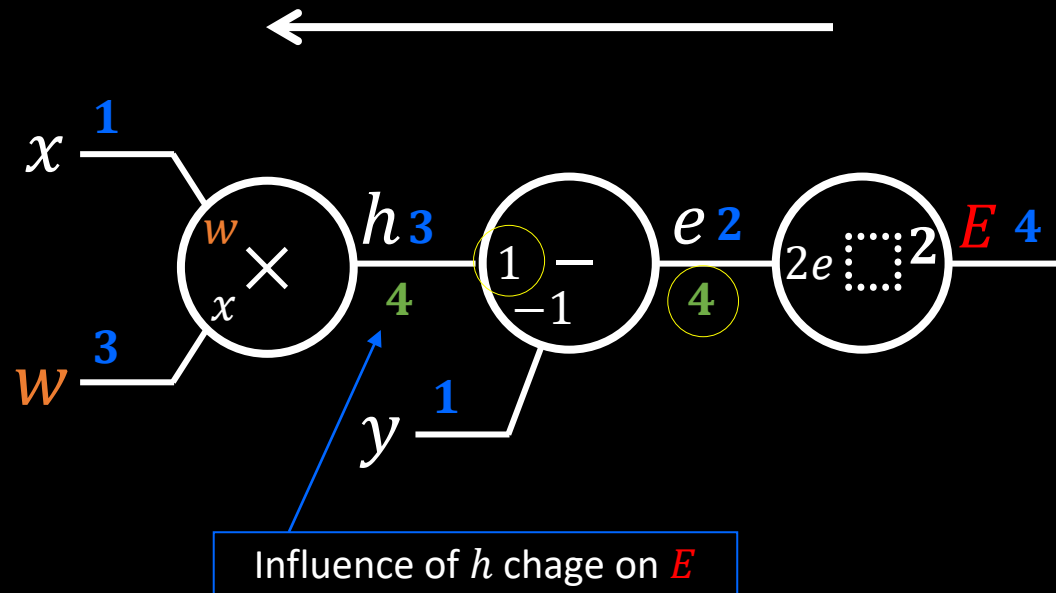 x 1
w
x
×
w 3
h 3
4
1 −
−1
y 1
e 2
4
2e 2
E 4
Influence of h chage on E